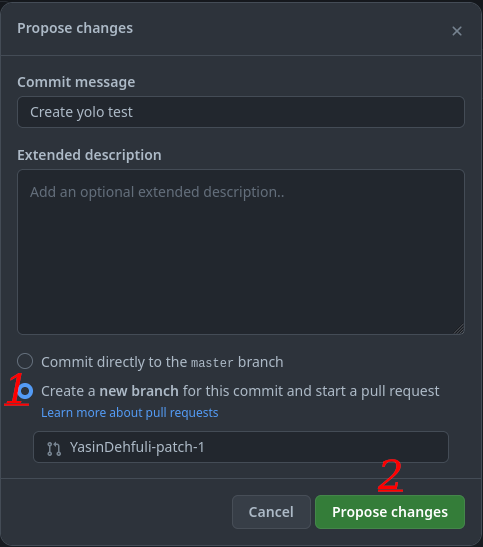 Propose changes
Commit message
Create yolo test
Extended description
Add an optional extended description..
Commit directly to the master branch
1
Create a new branch for this commit and start a pull request
Learn more about pull requests
YasinDehfuli-patch-1
2
Cancel
Propose changes